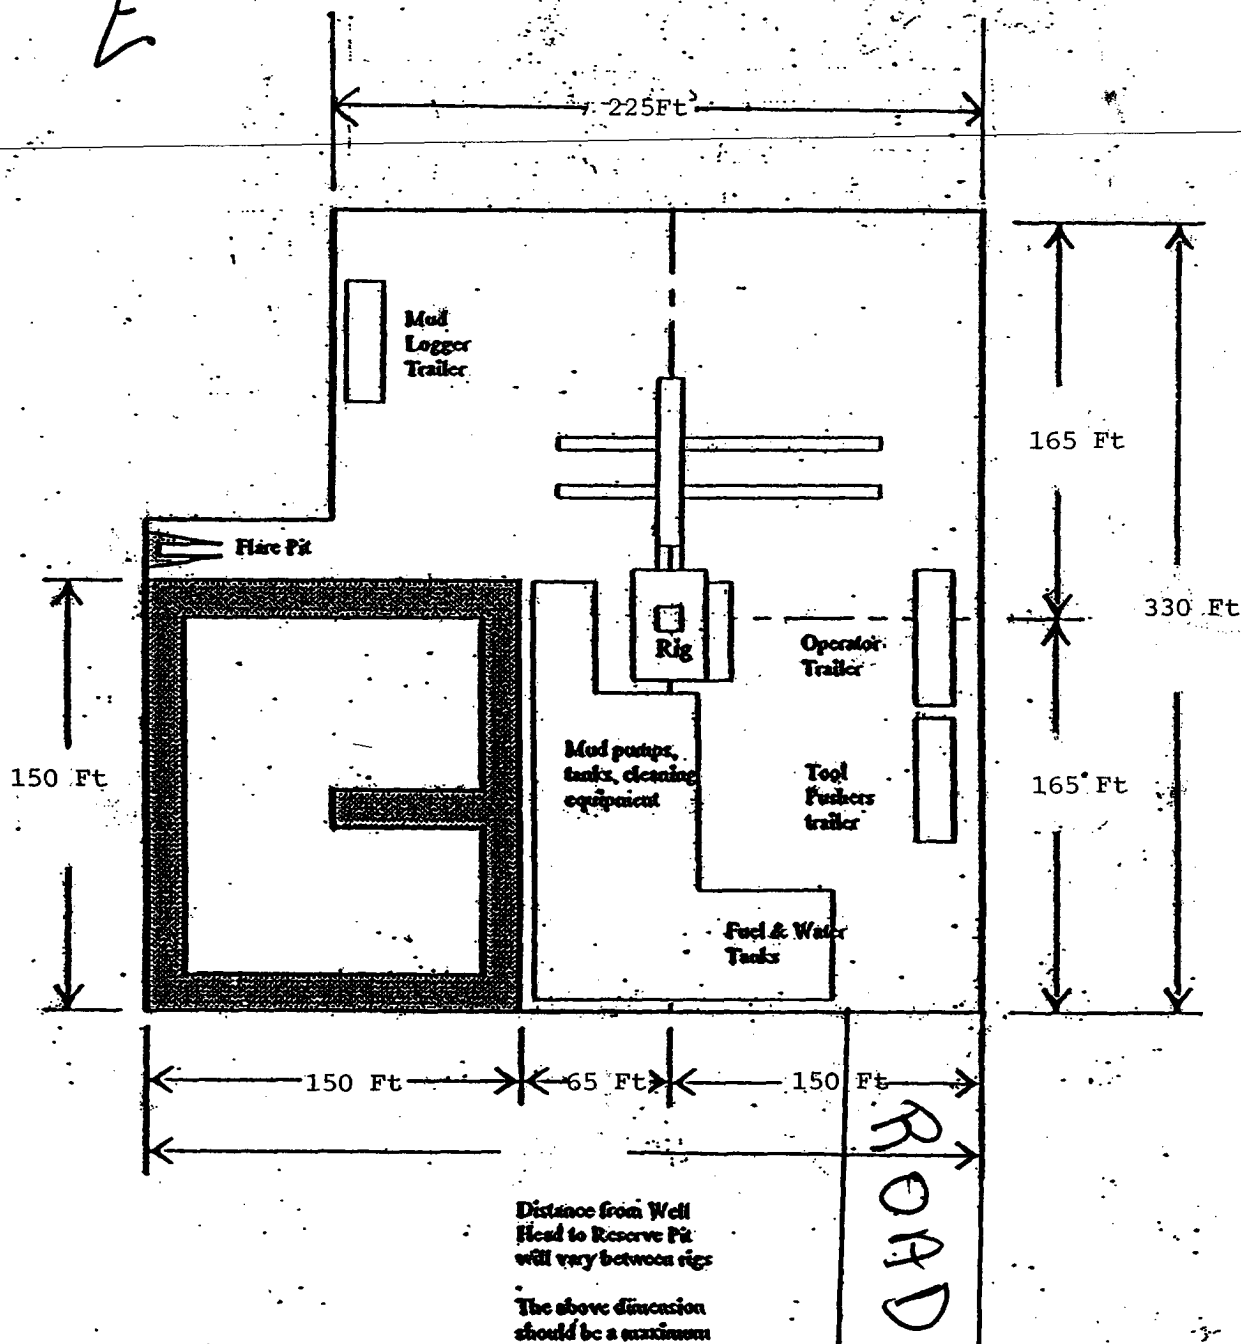 E
225Ft
Mud
Logger
Trailer
165 Ft
Flare Pit
330 Ft
Rig
Operator
Trailer
150 Ft
Mud pumps,
tanks, cleaning
equipment
Tool
Pushers
trailer
165 Ft
Fuel & Water
Tanks
150 Ft
65 Ft
150 Ft
ROAD
Distance from Well
Head to Reserve Pit
will vary between rigs
The above dimension
should be a maximum